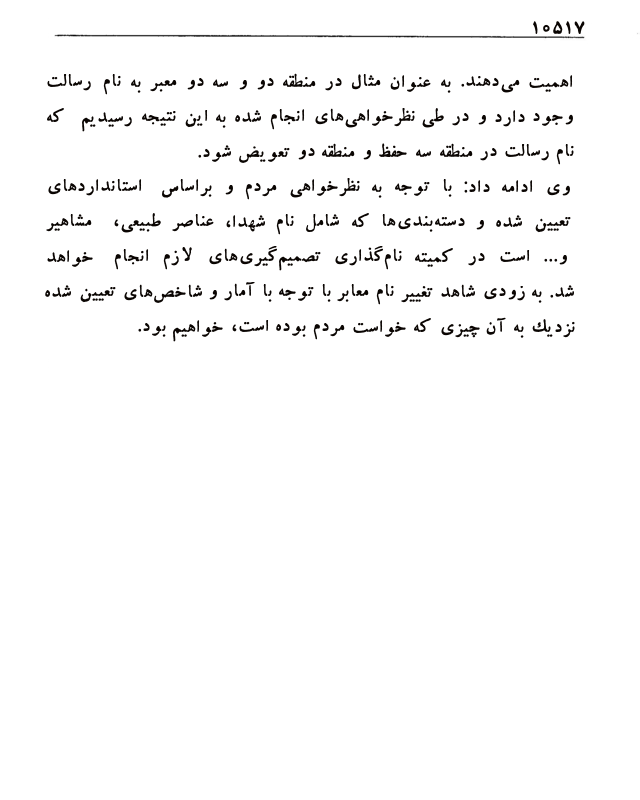 ۱۰۵۱۷
اهمیت می‌دهند. به عنوان مثال در منطقه دو و سه دو معبر به نام رسالت
وجود دارد و در طی نظرخواهی‌های انجام شده به این نتیجه رسیدیم که
نام رسالت در منطقه سه حفظ و منطقه دو تعویض شود.
وی ادامه داد: با توجه به نظرخواهی مردم و براساس استانداردهای
تعیین شده و دسته‌بندی‌ها که شامل نام شهدا، عناصر طبیعی، مشاهیر
و... است در کمیته نام‌گذاری تصمیم‌گیری‌های لازم انجام خواهد
شد. به زودی شاهد تغییر نام معابر با توجه با آمار و شاخص‌های تعیین شده
نزدیك به آن چیزی که خواست مردم بوده است، خواهیم بود.